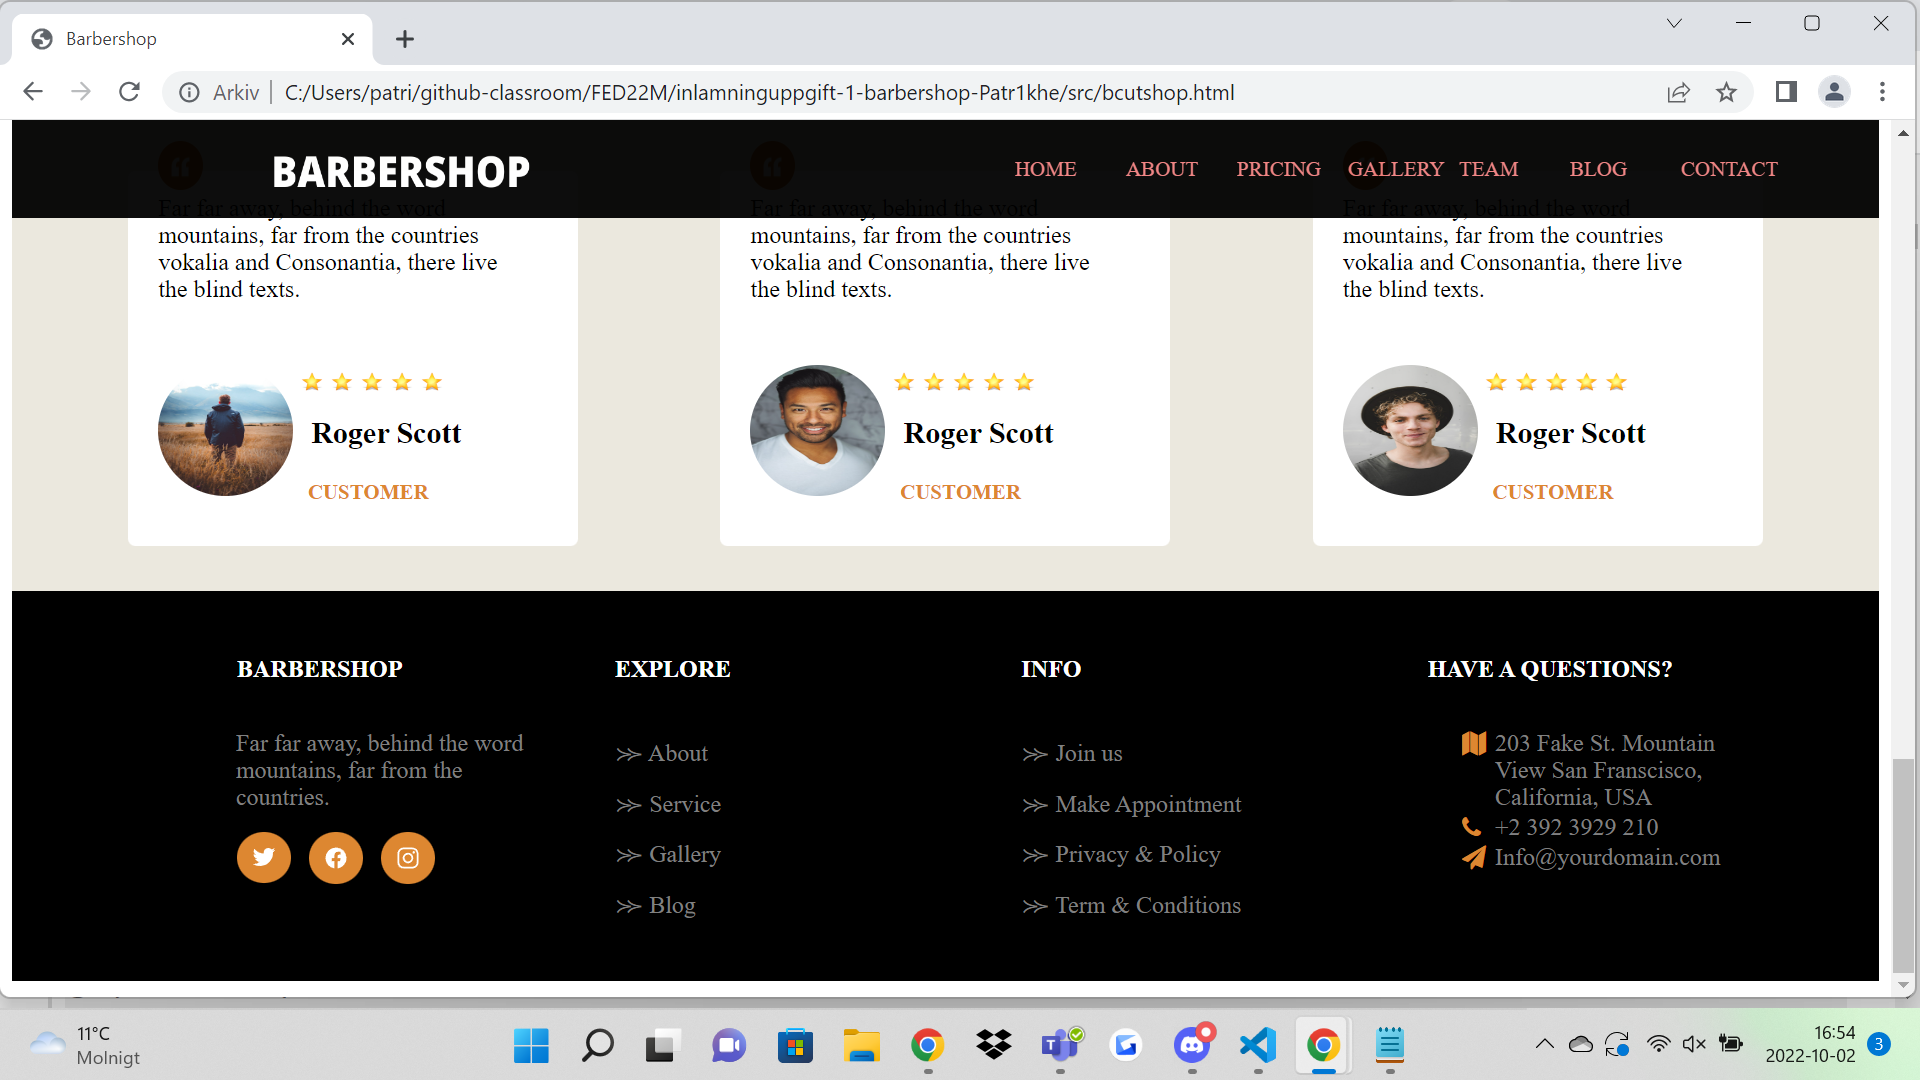 Barbershop
Arkiv
C:/Users/patri/github-classroom/FED22M/inlamninguppgift-1-barbershop-Patr1khe/src/bcutshop.html
BARBERSHOP
HOME ABOUT PRICING GALLERY TEAM BLOG CONTACT
Far far away, behind the word
mountains, far from the countries
vokalia and Consonantia, there live
the blind texts.
Roger Scott
CUSTOMER
Far far away, behind the word
mountains, far from the countries
vokalia and Consonantia, there live
the blind texts.
Roger Scott
CUSTOMER
Far far away, behind the word
mountains, far from the countries
vokalia and Consonantia, there live
the blind texts.
Roger Scott
CUSTOMER
BARBERSHOP
Far far away, behind the word
mountains, far from the
countries.
EXPLORE
About
Service
Gallery
Blog
INFO
Join us
Make Appointment
Privacy & Policy
Term & Conditions
HAVE A QUESTIONS?
203 Fake St. Mountain
View San Franscisco,
California, USA
+2 392 3929 210
Info@yourdomain.com
11°C
Molnigt
16:54
2022-10-02
3